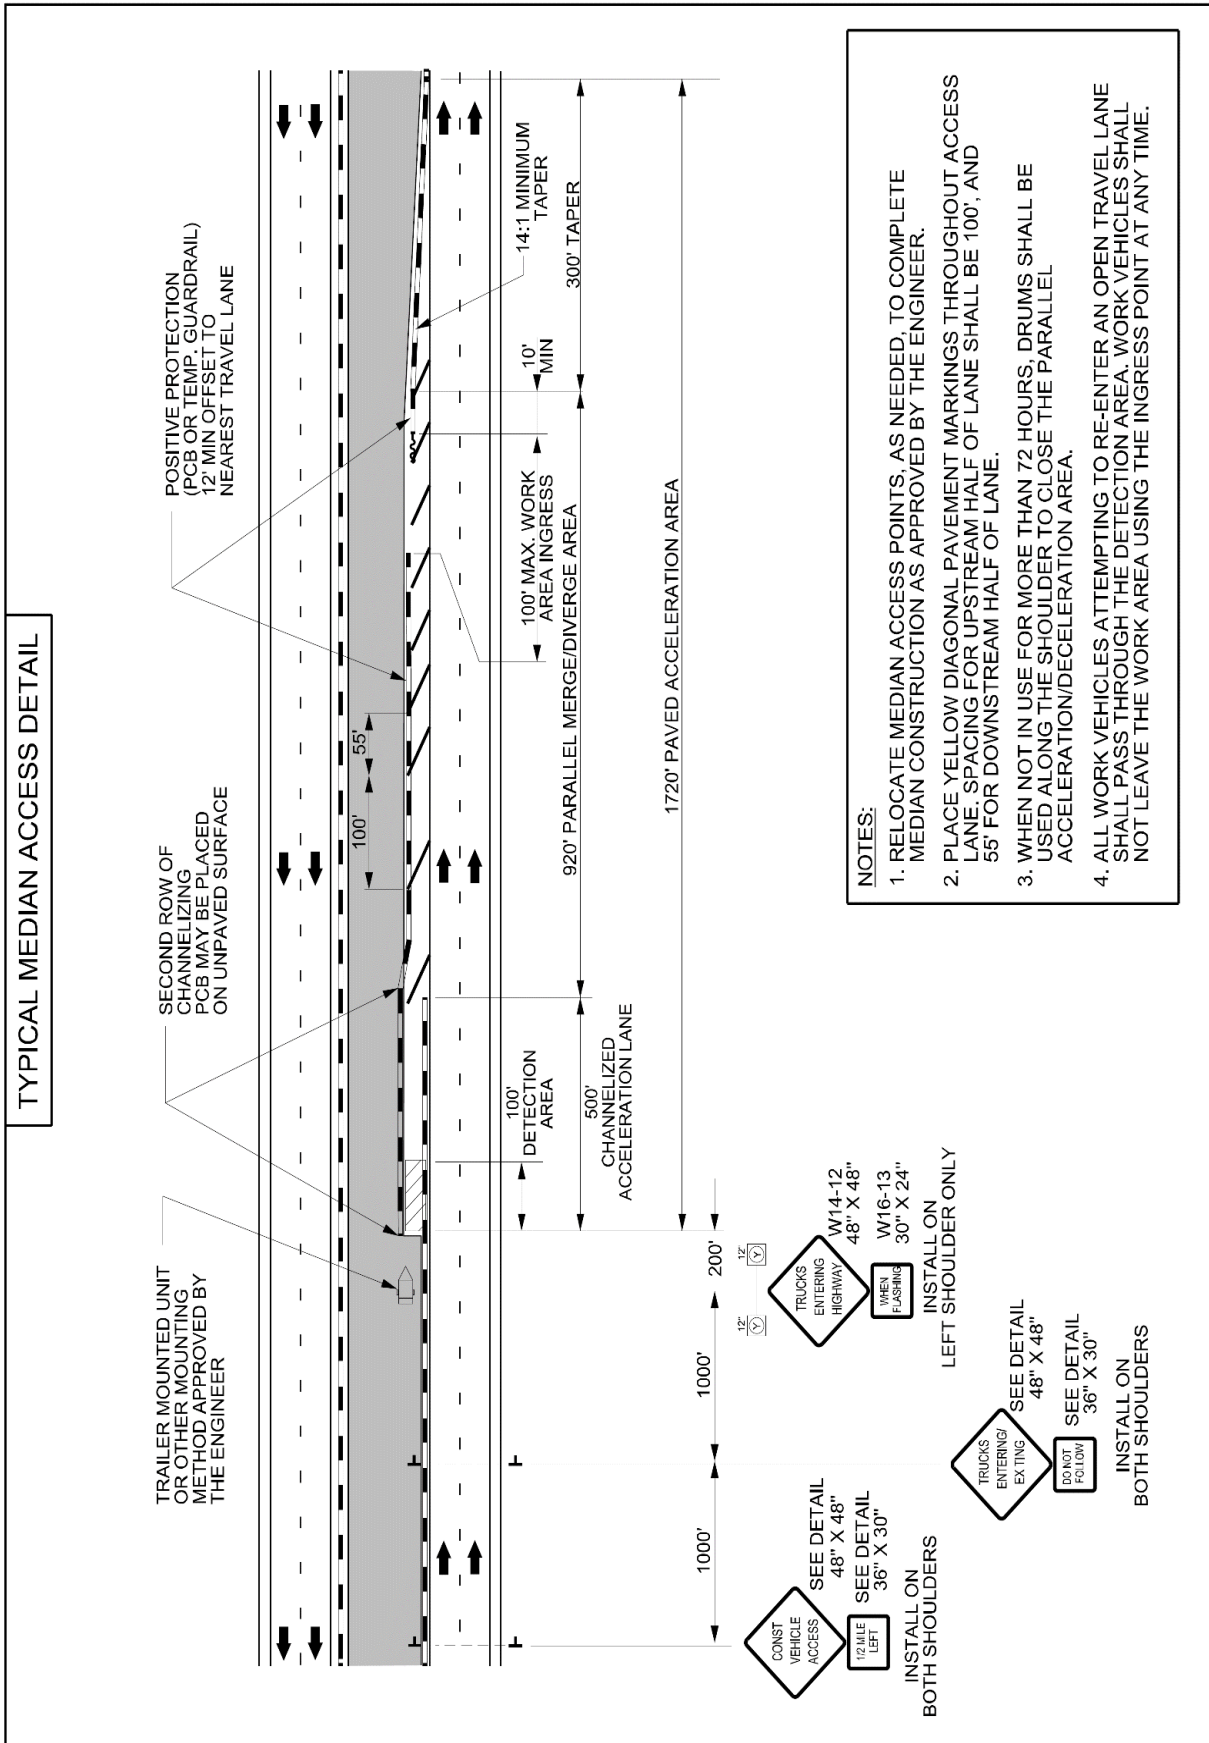 TYPICAL MEDIAN ACCESS DETAIL
TRAILER MOUNTED UNIT
OR OTHER MOUNTING
METHOD APPROVED BY
THE ENGINEER
SECOND ROW OF
CHANNELIZING
PCB MAY BE PLACED
ON UNPAVED SURFACE
POSITIVE PROTECTION
(PCB OR TEMP. GUARDRAIL)
12' MIN OFFSET TO
NEAREST TRAVEL LANE
100'
55'
14:1 MINIMUM
TAPER
100'
DETECTION
AREA
100' MAX. WORK
AREA INGRESS
10'
MIN
500'
CHANNELIZED
ACCELERATION LANE
920' PARALLEL MERGE/DIVERGE AREA
300' TAPER
1720' PAVED ACCELERATION AREA
1000'
1000'
200'
12"
Y
12"
Y
CONST
VEHICLE
ACCESS
1/2 MILE
LEFT
SEE DETAIL
48" X 48"
SEE DETAIL
36" X 30"
INSTALL ON
BOTH SHOULDERS
TRUCKS
ENTERING/
EX TING
DO NOT
FOLLOW
SEE DETAIL
48" X 48"
SEE DETAIL
36" X 30"
INSTALL ON
BOTH SHOULDERS
TRUCKS
ENTERING
HIGHWAY
WHEN
FLASHING
W14-12
48" X 48"
W16-13
30" X 24"
INSTALL ON
LEFT SHOULDER ONLY
NOTES:
1. RELOCATE MEDIAN ACCESS POINTS, AS NEEDED, TO COMPLETE
MEDIAN CONSTRUCTION AS APPROVED BY THE ENGINEER.
2. PLACE YELLOW DIAGONAL PAVEMENT MARKINGS THROUGHOUT ACCESS
LANE. SPACING FOR UPSTREAM HALF OF LANE SHALL BE 100', AND
55' FOR DOWNSTREAM HALF OF LANE.
3. WHEN NOT IN USE FOR MORE THAN 72 HOURS, DRUMS SHALL BE
USED ALONG THE SHOULDER TO CLOSE THE PARALLEL
ACCELERATION/DECELERATION AREA.
4. ALL WORK VEHICLES ATTEMPTING TO RE-ENTER AN OPEN TRAVEL LANE
SHALL PASS THROUGH THE DETECTION AREA. WORK VEHICLES SHALL
NOT LEAVE THE WORK AREA USING THE INGRESS POINT AT ANY TIME.